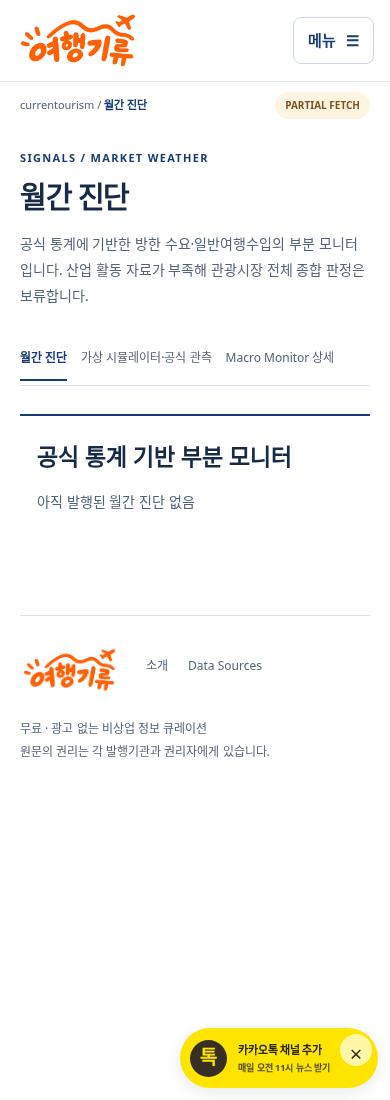 여행기류
메뉴 ☰
currentourism / 월간 진단
PARTIAL FETCH
SIGNALS / MARKET WEATHER
월간 진단
공식 통계에 기반한 방한 수요·일반여행수입의 부분 모니터
입니다. 산업 활동 자료가 부족해 관광시장 전체 종합 판정은
보류합니다.
월간 진단 가상 시뮬레이터·공식 관측 Macro Monitor 상세
공식 통계 기반 부분 모니터
아직 발행된 월간 진단 없음
여행기류
소개 Data Sources
무료 · 광고 없는 비상업 정보 큐레이션
원문의 권리는 각 발행기관과 권리자에게 있습니다.
톡
카카오톡 채널 추가
매일 오전 11시 뉴스 받기
×